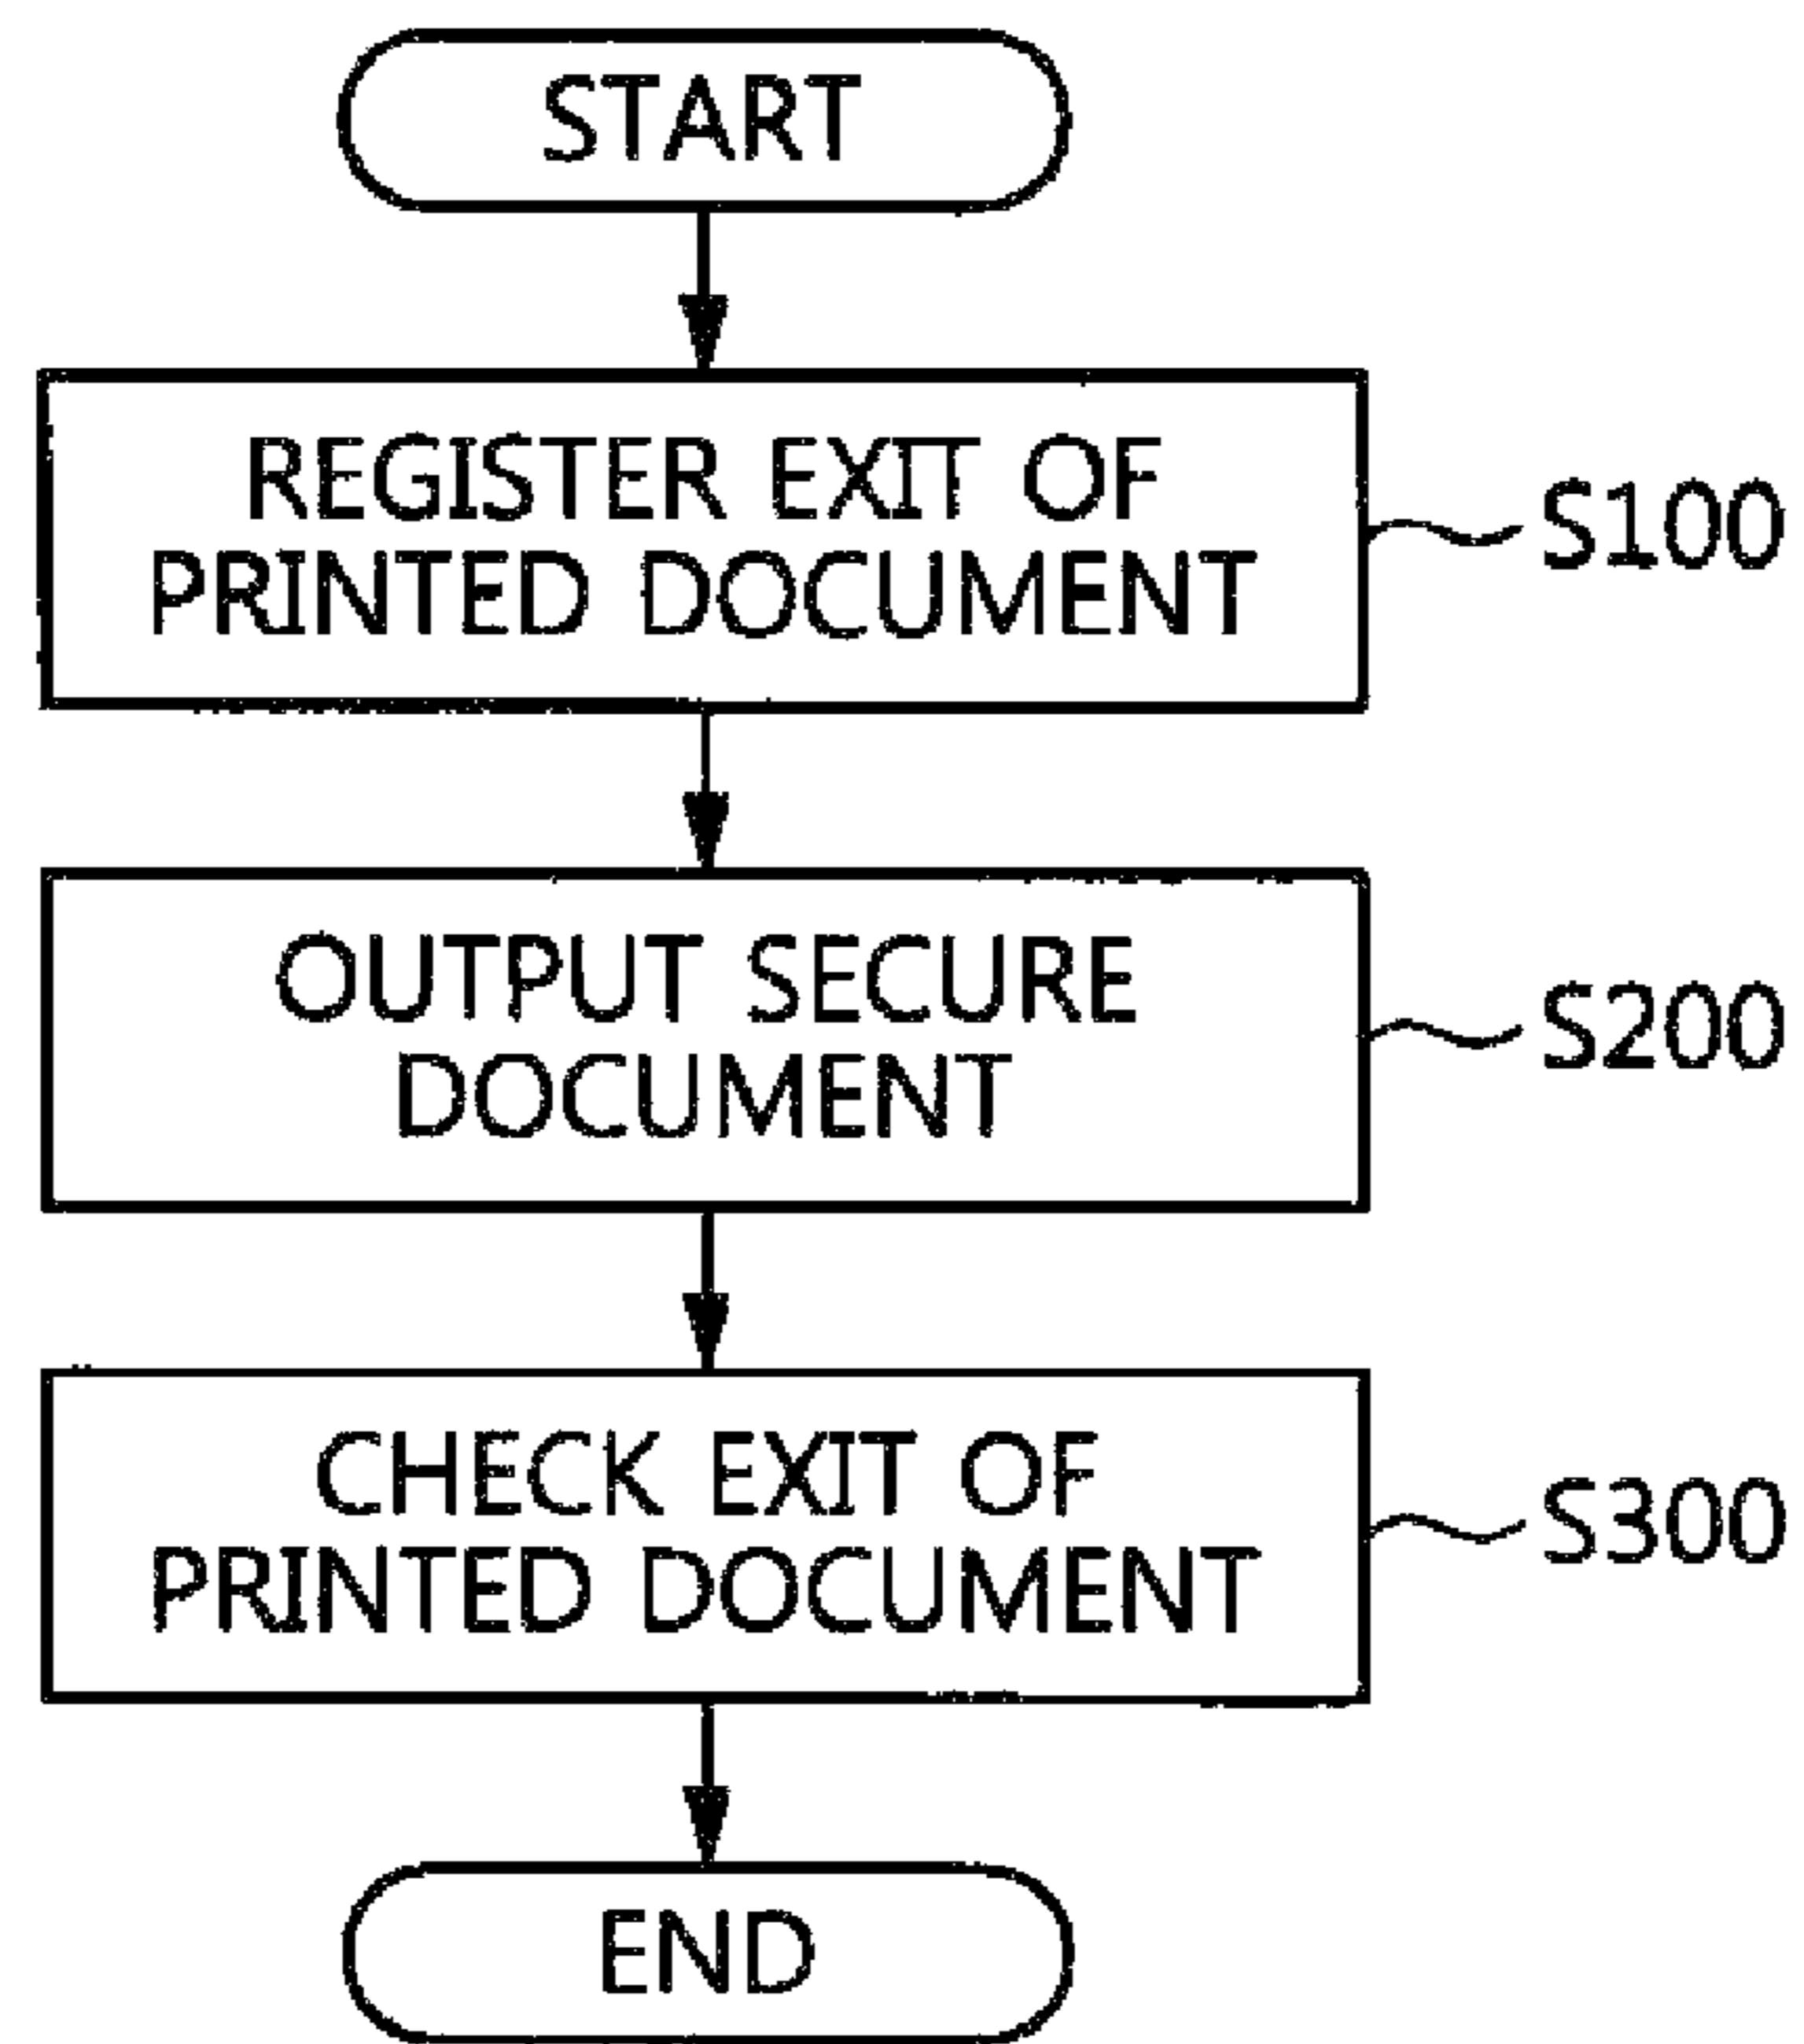 START
REGISTER EXIT OF
PRINTED DOCUMENT
S100
OUTPUT SECURE
DOCUMENT
S200
CHECK EXIT OF
PRINTED DOCUMENT
S300
END